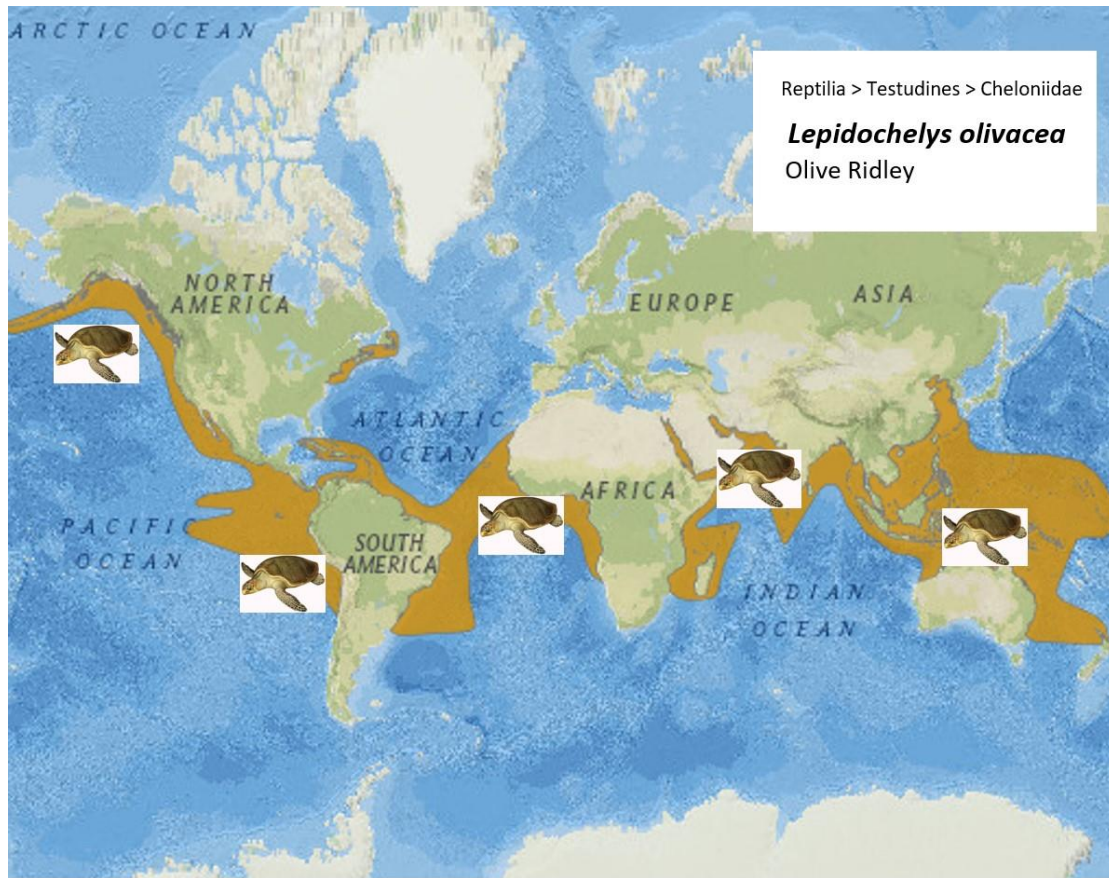 ARCTIC OCEAN
Reptilia > Testudines > Cheloniidae
Lepidochelys olivacea
Olive Ridley
NORTH
AMERICA
EUROPE
ASIA
ATLANTIC
OCEAN
AFRICA
PACIFIC
OCEAN
SOUTH
AMERICA
INDIAN
OCEAN